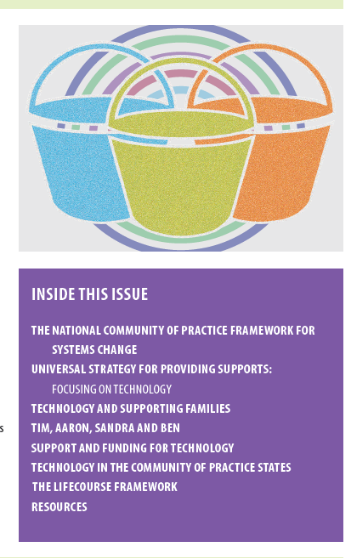 INSIDE THIS ISSUE
THE NATIONAL COMMUNITY OF PRACTICE FRAMEWORK FOR
SYSTEMS CHANGE
UNIVERSAL STRATEGY FOR PROVIDING SUPPORTS:
FOCUSING ON TECHNOLOGY
TECHNOLOGY AND SUPPORTING FAMILIES
s TIM, AARON, SANDRA AND BEN
SUPPORT AND FUNDING FOR TECHNOLOGY
TECHNOLOGY IN THE COMMUNITY OF PRACTICE STATES
THE LIFECOURSE FRAMEWORK
RESOURCES